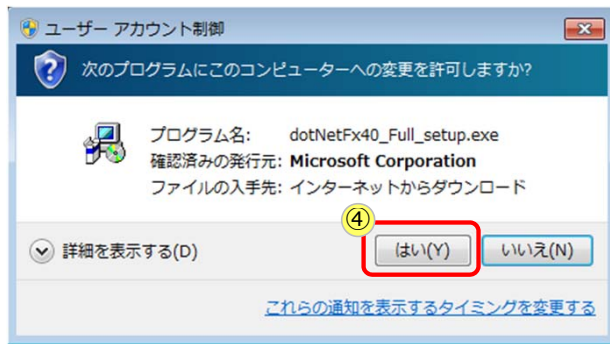 ユーザー アカウント制御
次のプログラムにこのコンピューターへの変更を許可しますか?
プログラム名: dotNetFx40_Full_setup.exe
確認済みの発行元: Microsoft Corporation
ファイルの入手先: インターネットからダウンロード
④
詳細を表示する(D) はい(Y) いいえ(N)
これらの通知を表示するタイミングを変更する